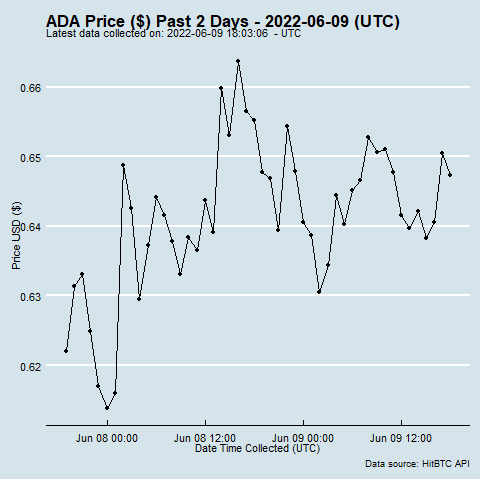 ADA Price ($) Past 2 Days - 2022-06-09 (UTC)
Latest data collected on: 2022-06-09 18:03:06  - UTC
0.66
0.65
0.64
0.63
0.62
Price USD ($)
Jun 08 00:00
Jun 08 12:00
Jun 09 00:00
Jun 09 12:00
Date Time Collected (UTC)
Data source: HitBTC API